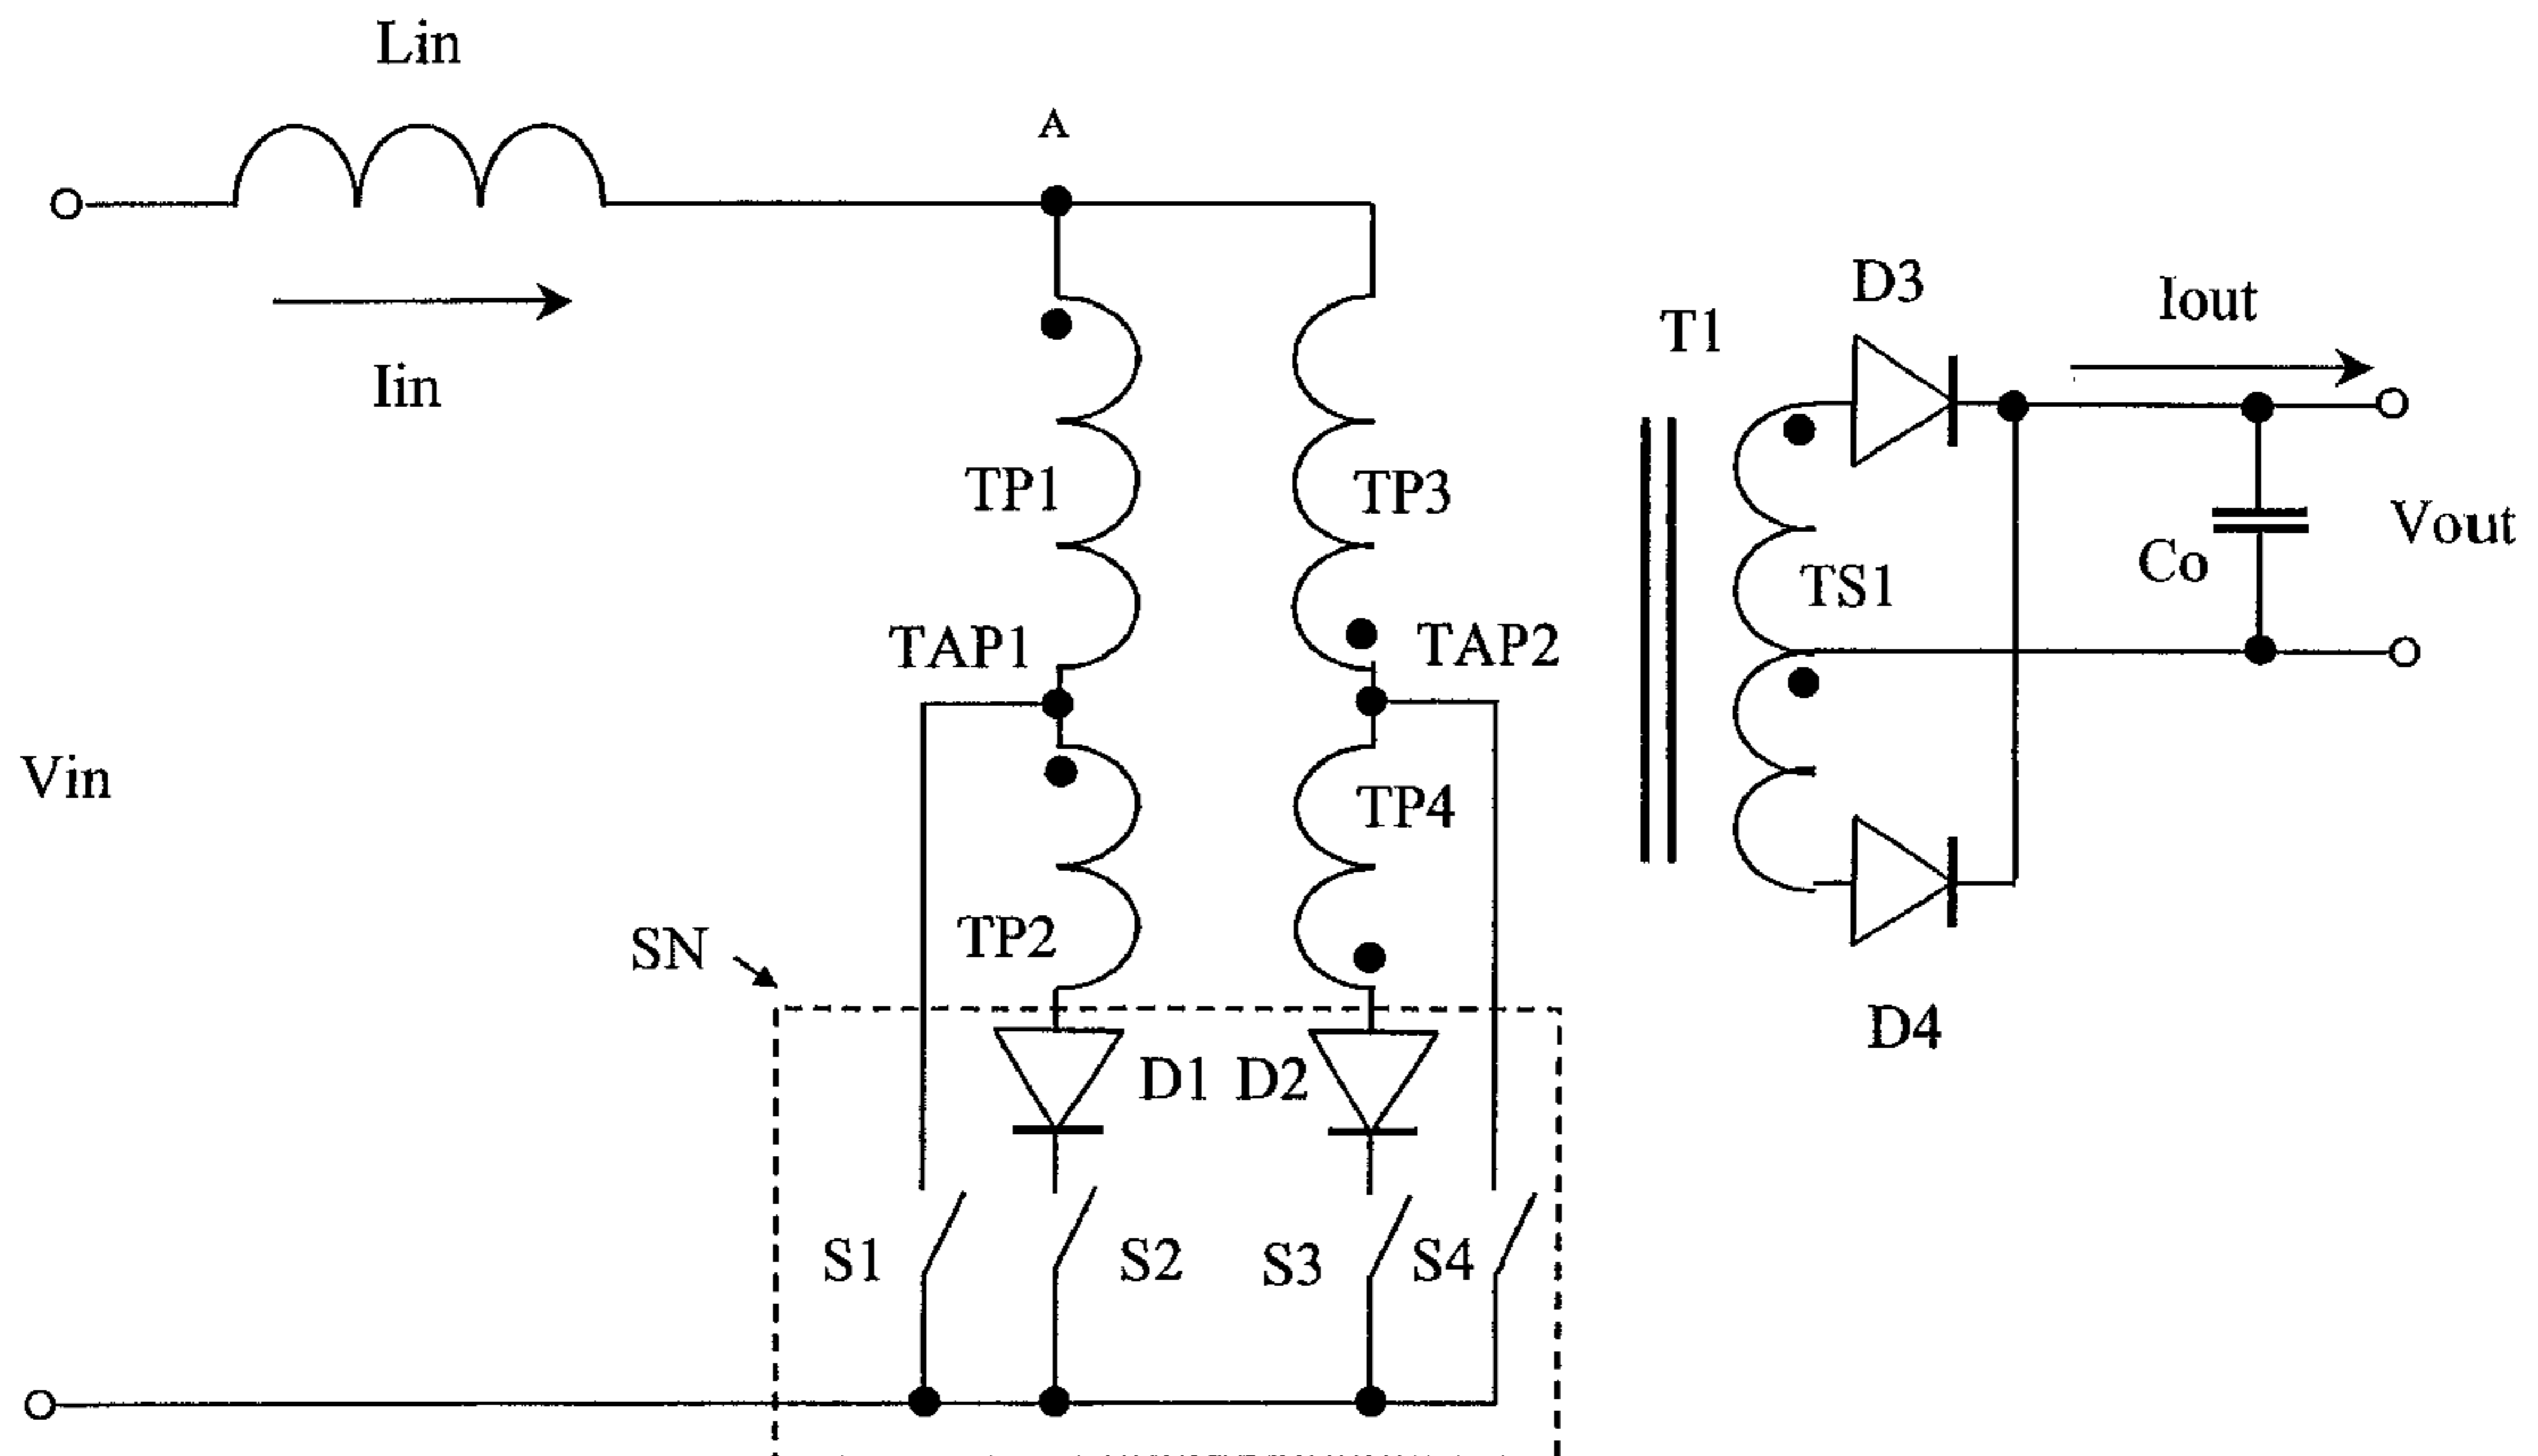 Lin
A
Iin
D3
Iout
T1
TP1
TP3
Vout
Co
TS1
TAP1
TAP2
Vin
TP4
TP2
SN
D4
D1
D2
S1
S2
S3
S4